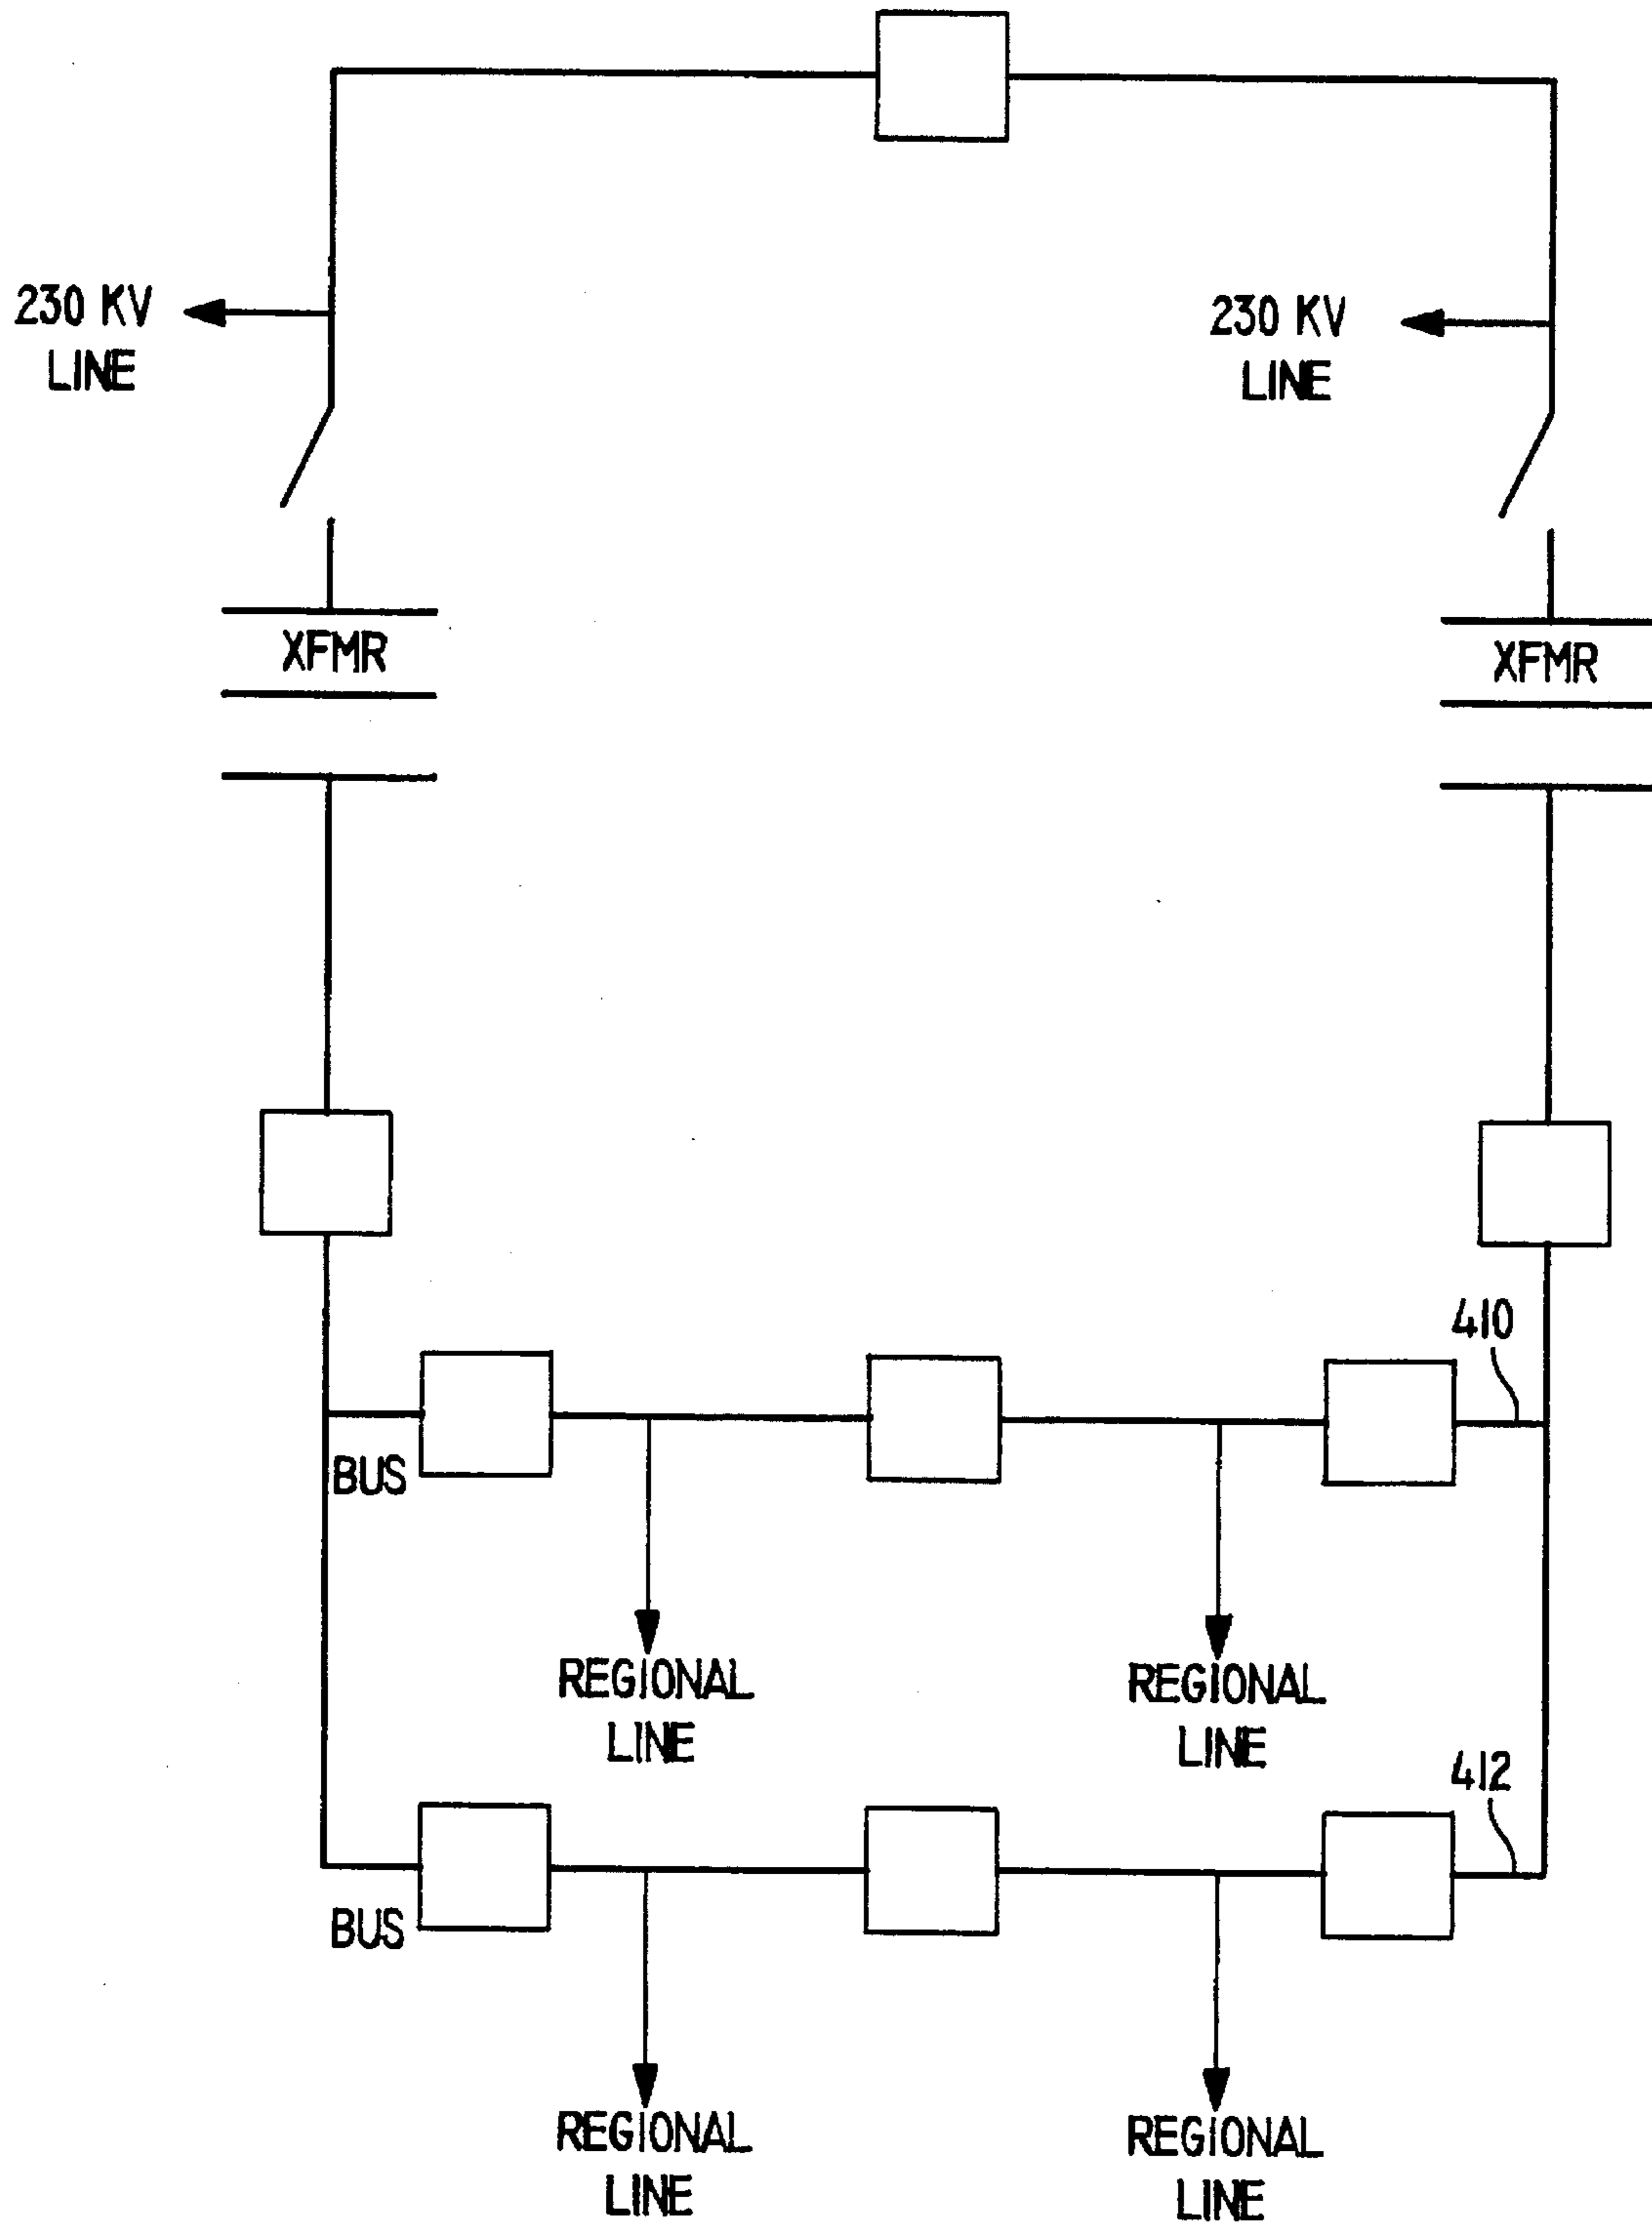 230 KV
LINE
230 KV
LINE
XFMR
XFMR
410
BUS
REGIONAL
LINE
REGIONAL
LINE
412
BUS
REGIONAL
LINE
REGIONAL
LINE